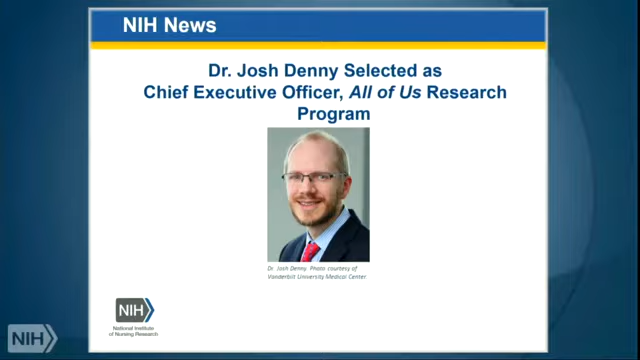 NIH News
Dr. Josh Denny Selected as
Chief Executive Officer, All of Us Research
Program
Dr. Josh Denny Photo courtesy of
Vanderbilt University Medical Center.
NIH
National Institute
of Nursing Research
NIH